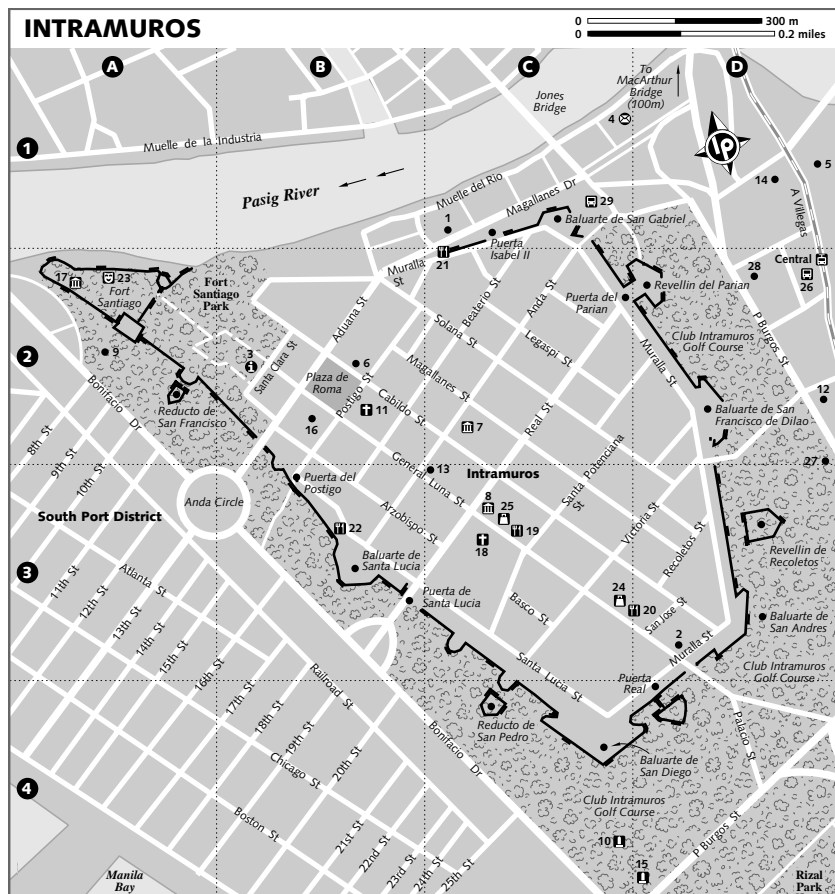 INTRAMUROS
0 300 m
0 0.2 miles
A
B
C
D
To
MacArthur
Bridge
(100m)
Jones
Bridge
4
lp
1
Muelle de la Industria
5
14
A Villegas
Pasig River
Muelle del Rio
Magallanes Dr
29
1
Baluarte de San Gabriel
Puerta
Isabel II
21
Muralla
St
Central
26
28
17
23
Fort
Santiago
Fort
Santiago
Park
Revellin del Parian
Puerta del
Parian
Beaterio St
Anda St
Aduana St
Solana St
Legaspi St
Club Intramuros
Golf Course
P Burgos St
Muralla St
2
9
3
Santa Clara St
6
Magallanes St
Plaza de
Roma
Postigo St
Cabildo St
11
16
7
Real St
12
Bonifacio Dr
Reducto de
San Francisco
Baluarte de San
Francisco de Dilao
8th St
9th St
10th St
General Luna St
13
Intramuros
Santa Potenciana
St
27
Puerta del
Postigo
Anda Circle
South Port District
8
25
19
18
22
Arzobispo St
Victoria St
Recoletos St
Revellin de
Recoletos
3
Baluarte de
Santa Lucia
11th St
Atlanta St
12th St
13th St
14th St
15th St
16th St
17th St
18th St
19th St
20th St
Puerta de
Santa Lucia
Basco St
24
20
San Jose St
2
Muralla St
Baluarte de
San Andres
Club Intramuros
Golf Course
Santa Lucia St
Puerta
Real
Railroad St
Reducto de
San Pedro
Palacio St
Chicago St
Bonifacio Dr
Baluarte de
San Diego
4
Boston St
21st St
22nd St
23rd St
24th St
25th St
Club Intramuros
Golf Course
10
15
P Burgos St
Manila
Bay
Rizal
Park